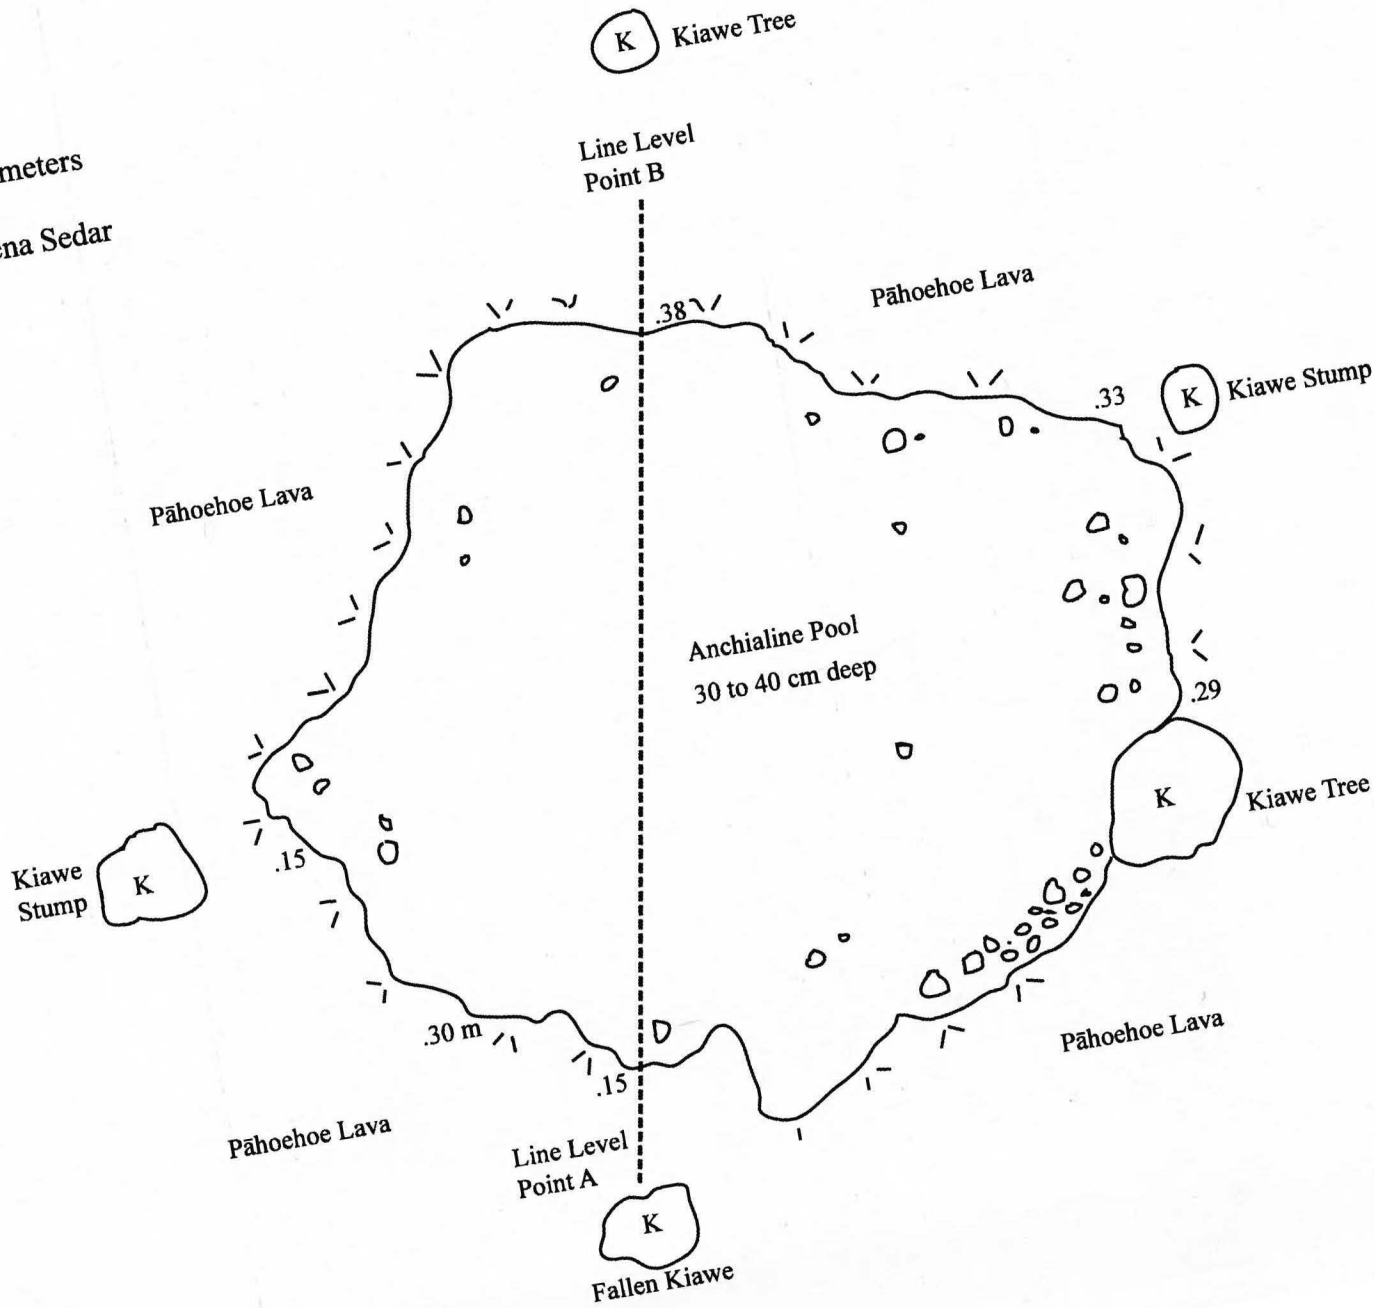 K Kiawe Tree
Line Level
Point B
meters
Sedar
.38
Pāhoehoe Lava
.33
K Kiawe Stump
Pāhoehoe Lava
Anchialine Pool
30 to 40 cm deep
.29
K Kiawe Tree
.15
Kiawe
Stump
K
.30 m
.15
Pāhoehoe Lava
Pāhoehoe Lava
Line Level
Point A
K
Fallen Kiawe